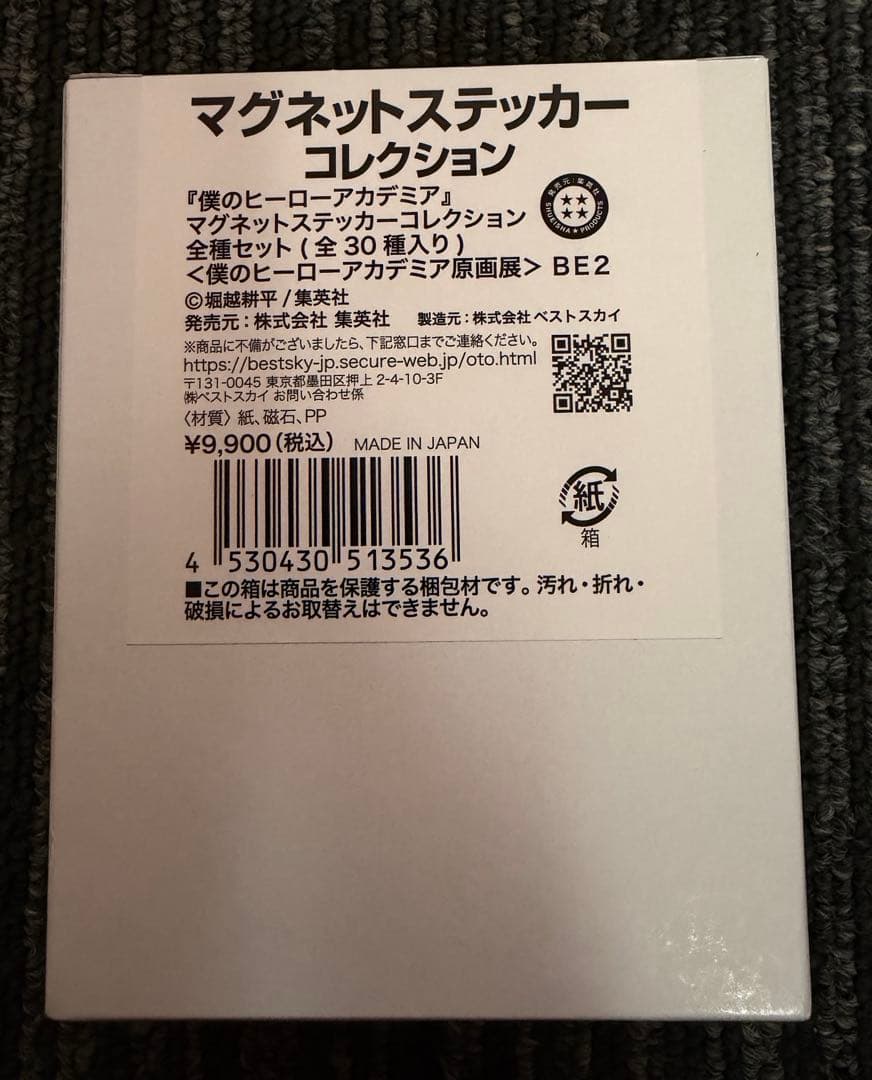 マグネットステッカー
コレクション
『僕のヒーローアカデミア』
マグネットステッカーコレクション
全種セット(全30種入り)
<僕のヒーローアカデミア原画展> BE2
発売元:集英社
SHUEISHA★PRODUCTS
©堀越耕平/集英社
発売元:株式会社 集英社 製造元:株式会社ベストスカイ
※商品に不備がございましたら、下記窓口までご連絡ください。
https://bestsky-jp.secure-web.jp/oto.html
〒131-0045 東京都墨田区押上2-4-10-3F
㈱ベストスカイ お問い合わせ係
〈材質〉紙、磁石、PP
¥9,900(税込) MADE IN JAPAN
紙
箱
4 530430 513536
■この箱は商品を保護する梱包材です。汚れ・折れ・
破損によるお取替えはできません。